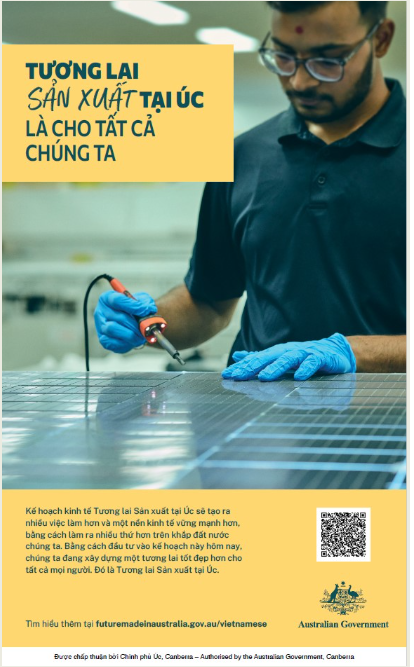 TƯƠNG LAI
SẢN XUẤT TẠI ÚC
LÀ CHO TẤT CẢ
CHÚNG TA
Kế hoạch kinh tế Tương lai Sản xuất tại Úc sẽ tạo ra
nhiều việc làm hơn và một nền kinh tế vững mạnh hơn,
bằng cách làm ra nhiều thứ hơn trên khắp đất nước
chúng ta. Bằng cách đầu tư vào kế hoạch này hôm nay,
chúng ta đang xây dựng một tương lai tốt đẹp hơn cho
tất cả mọi người. Đó là Tương lai Sản xuất tại Úc.
Australian Government
Tìm hiểu thêm tại futuremadeinaustralia.gov.au/vietnamese
Được chấp thuận bởi Chính phủ Úc, Canberra – Authorised by the Australian Government, Canberra